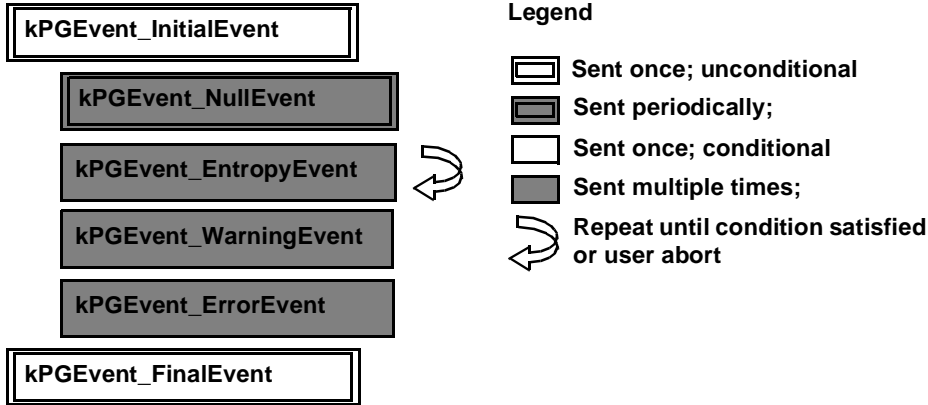 kPGEvent_InitialEvent
kPGEvent_NullEvent
kPGEvent_EntropyEvent
kPGEvent_WarningEvent
kPGEvent_ErrorEvent
kPGEvent_FinalEvent
Legend
Sent once; unconditional
Sent periodically;
Sent once; conditional
Sent multiple times;
Repeat until condition satisfied
or user abort